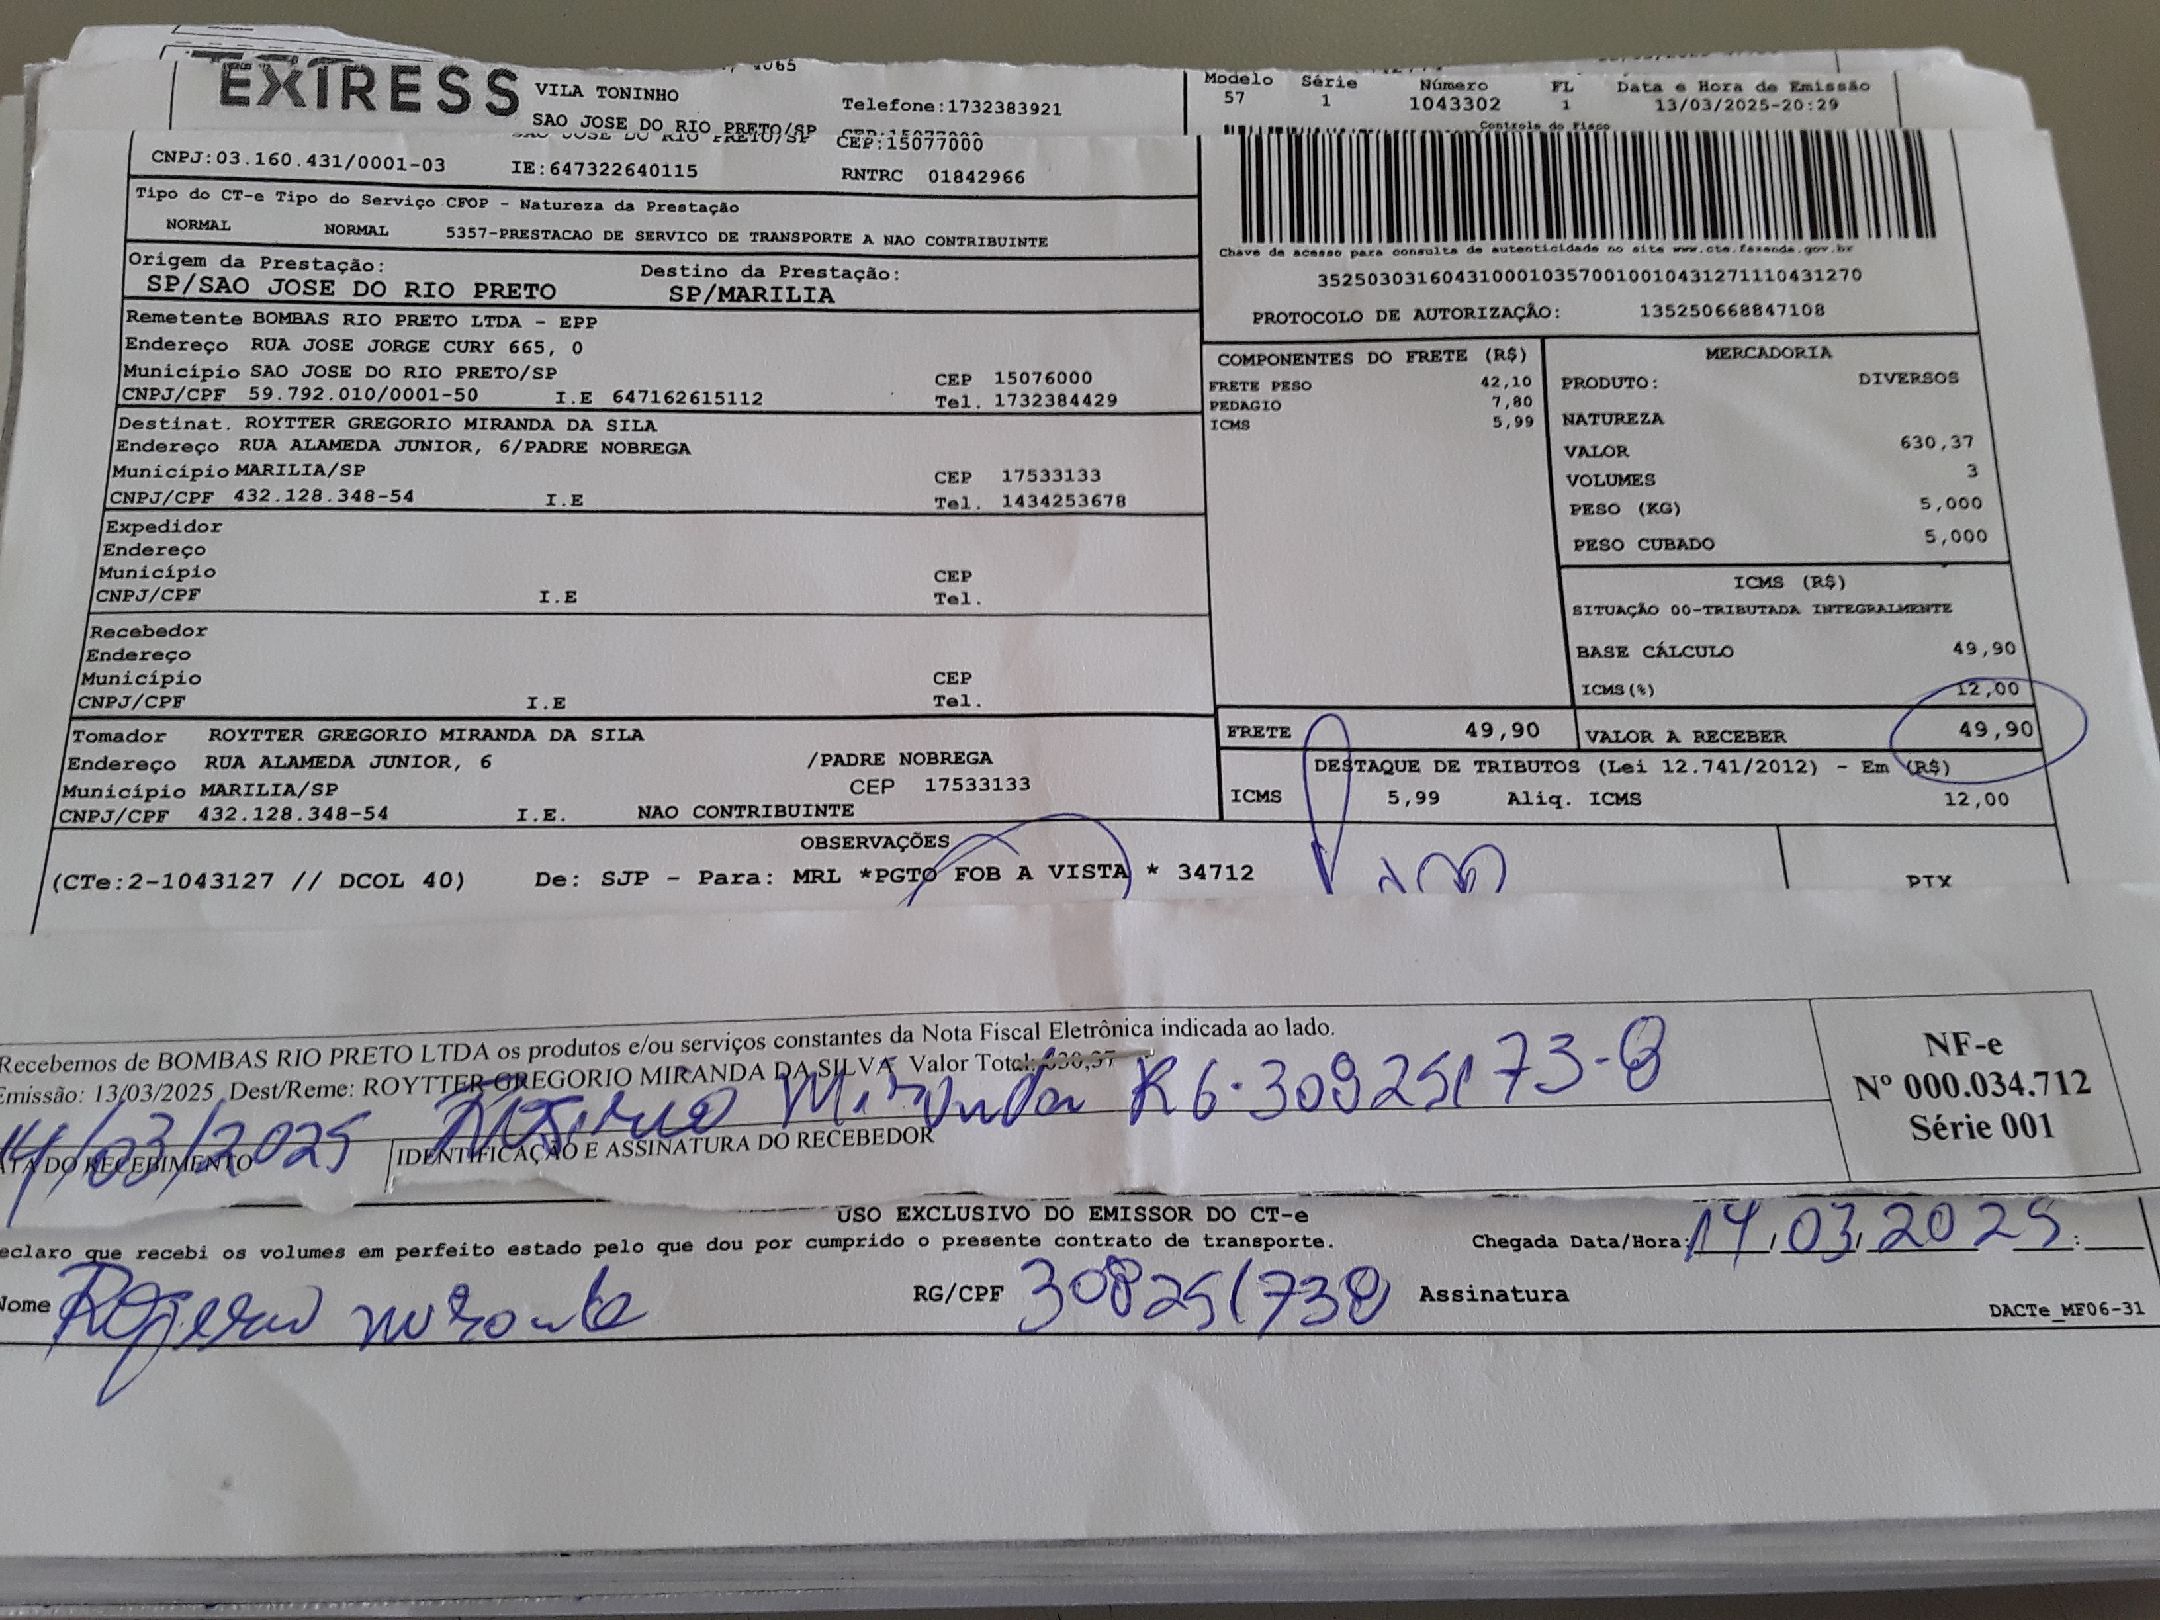 EXIRESS
VILA TONINHO
SAO JOSE DO RIO PRETO/SP
Telefone:1732383921
Modelo Série Número FL Data e Hora de Emissão
57 1 1043302 1 13/03/2025-20:29
Controle do Fisco
CEP:15077000
CNPJ:03.160.431/0001-03 IE:647322640115 RNTRC 01842966
Tipo do CT-e Tipo do Serviço CFOP - Natureza da Prestação
NORMAL NORMAL 5357-PRESTACAO DE SERVICO DE TRANSPORTE A NAO CONTRIBUINTE
Chave de acesso para consulta de autenticidade no site www.cte.fazenda.gov.br
35250303160431000103570010010431271110431270
PROTOCOLO DE AUTORIZAÇÃO: 135250668847108
Origem da Prestação: Destino da Prestação:
SP/SAO JOSE DO RIO PRETO SP/MARILIA
Remetente BOMBAS RIO PRETO LTDA - EPP
Endereço RUA JOSE JORGE CURY 665, 0
Município SAO JOSE DO RIO PRETO/SP CEP 15076000
CNPJ/CPF 59.792.010/0001-50 I.E 647162615112 Tel. 1732384429
Destinat. ROYTTER GREGORIO MIRANDA DA SILA
Endereço RUA ALAMEDA JUNIOR, 6/PADRE NOBREGA
Município MARILIA/SP CEP 17533133
CNPJ/CPF 432.128.348-54 I.E Tel. 1434253678
Expedidor
Endereço
Município CEP
CNPJ/CPF I.E Tel.
Recebedor
Endereço
Município CEP
CNPJ/CPF I.E Tel.
Tomador ROYTTER GREGORIO MIRANDA DA SILA
Endereço RUA ALAMEDA JUNIOR, 6 /PADRE NOBREGA
Município MARILIA/SP CEP 17533133
CNPJ/CPF 432.128.348-54 I.E. NAO CONTRIBUINTE
COMPONENTES DO FRETE (R$)
FRETE PESO 42,10
PEDAGIO 7,80
ICMS 5,99
MERCADORIA
PRODUTO: DIVERSOS
NATUREZA
VALOR 630,37
VOLUMES 3
PESO (KG) 5,000
PESO CUBADO 5,000
ICMS (R$)
SITUAÇÃO 00-TRIBUTADA INTEGRALMENTE
BASE CÁLCULO 49,90
ICMS(%) 12,00
FRETE 49,90 VALOR A RECEBER 49,90
DESTAQUE DE TRIBUTOS (Lei 12.741/2012) - Em (R$)
ICMS 5,99 Aliq. ICMS 12,00
OBSERVAÇÕES
(CTe:2-1043127 // DCOL 40) De: SJP - Para: MRL *PGTO FOB A VISTA * 34712
PTX
Recebemos de BOMBAS RIO PRETO LTDA os produtos e/ou serviços constantes da Nota Fiscal Eletrônica indicada ao lado.
Emissão: 13/03/2025 Dest/Reme: ROYTTER GREGORIO MIRANDA DA SILVA Valor Total: 630,37
14/03/2025 Rogerio Miranda RG.30825173-8
IDENTIFICAÇÃO E ASSINATURA DO RECEBEDOR
DATA DO RECEBIMENTO
NF-e
Nº 000.034.712
Série 001
USO EXCLUSIVO DO EMISSOR DO CT-e
eclaro que recebi os volumes em perfeito estado pelo que dou por cumprido o presente contrato de transporte.
Chegada Data/Hora: 14,03,2025 :
Nome Rogerio miranda RG/CPF 308251738 Assinatura
DACTe_MF06-31